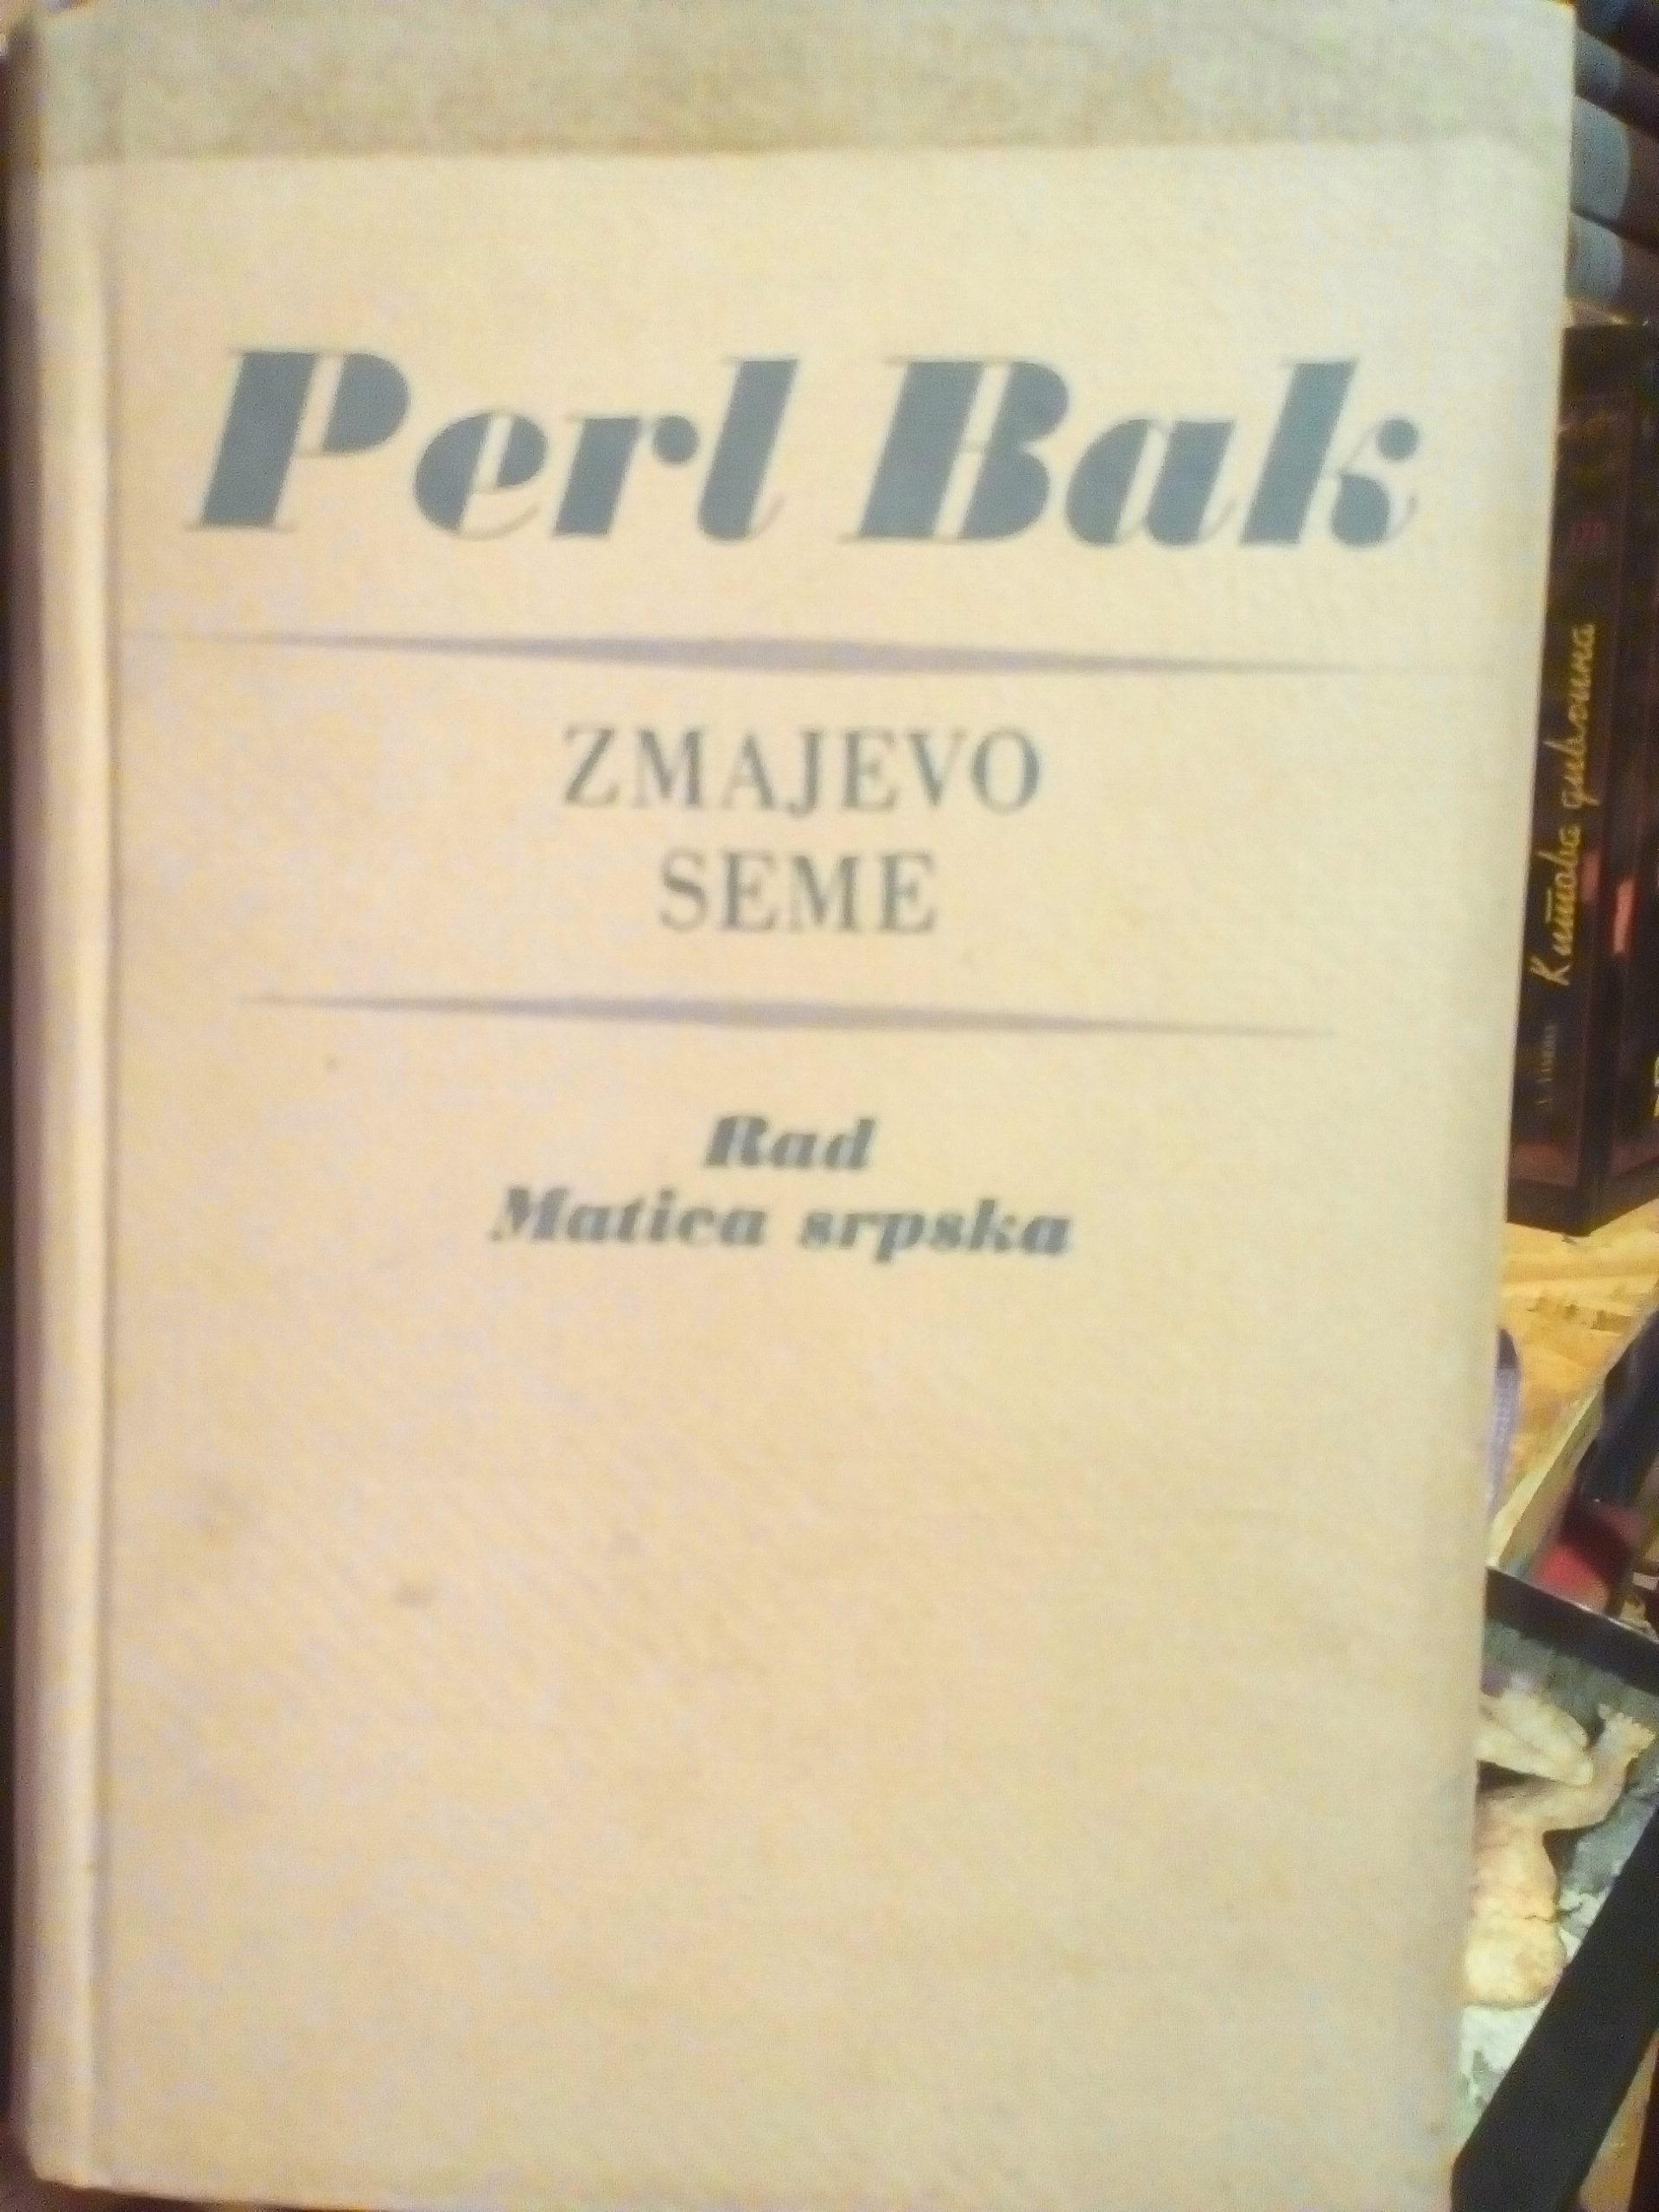 Perl Bak
ZMAJEVO
SEME
Rad
Matica srpska